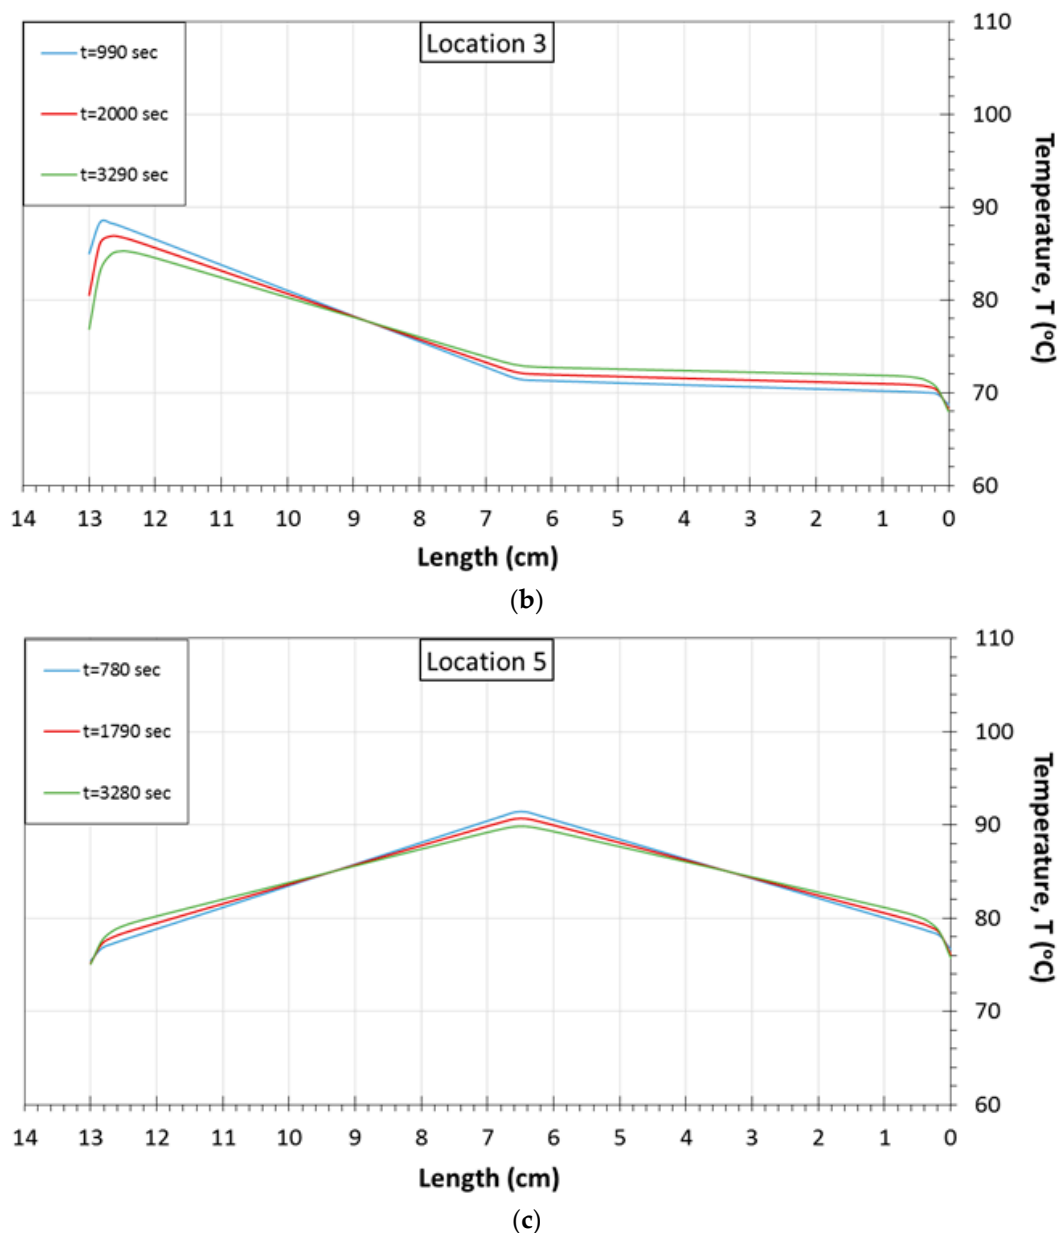 t=990 sec
t=2000 sec
t=3290 sec
Location 3
110
100
90
80
70
60
Temperature, T (°C)
14 13 12 11 10 9 8 7 6 5 4 3 2 1 0
Length (cm)
(b)
t=780 sec
t=1790 sec
t=3280 sec
Location 5
110
100
90
80
70
60
Temperature, T (°C)
14 13 12 11 10 9 8 7 6 5 4 3 2 1 0
Length (cm)
(c)